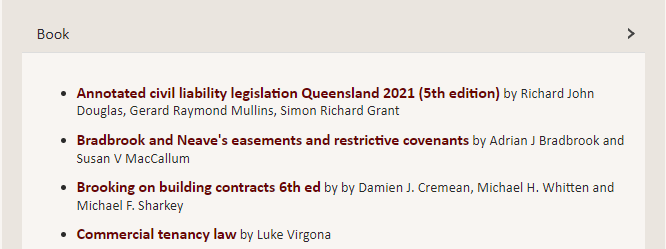 Book
Annotated civil liability legislation Queensland 2021 (5th edition) by Richard John
Douglas, Gerard Raymond Mullins, Simon Richard Grant
Bradbrook and Neave's easements and restrictive covenants by Adrian J Bradbrook and
Susan V MacCallum
Brooking on building contracts 6th ed by by Damien J. Cremean, Michael H. Whitten and
Michael F. Sharkey
Commercial tenancy law by Luke Virgona